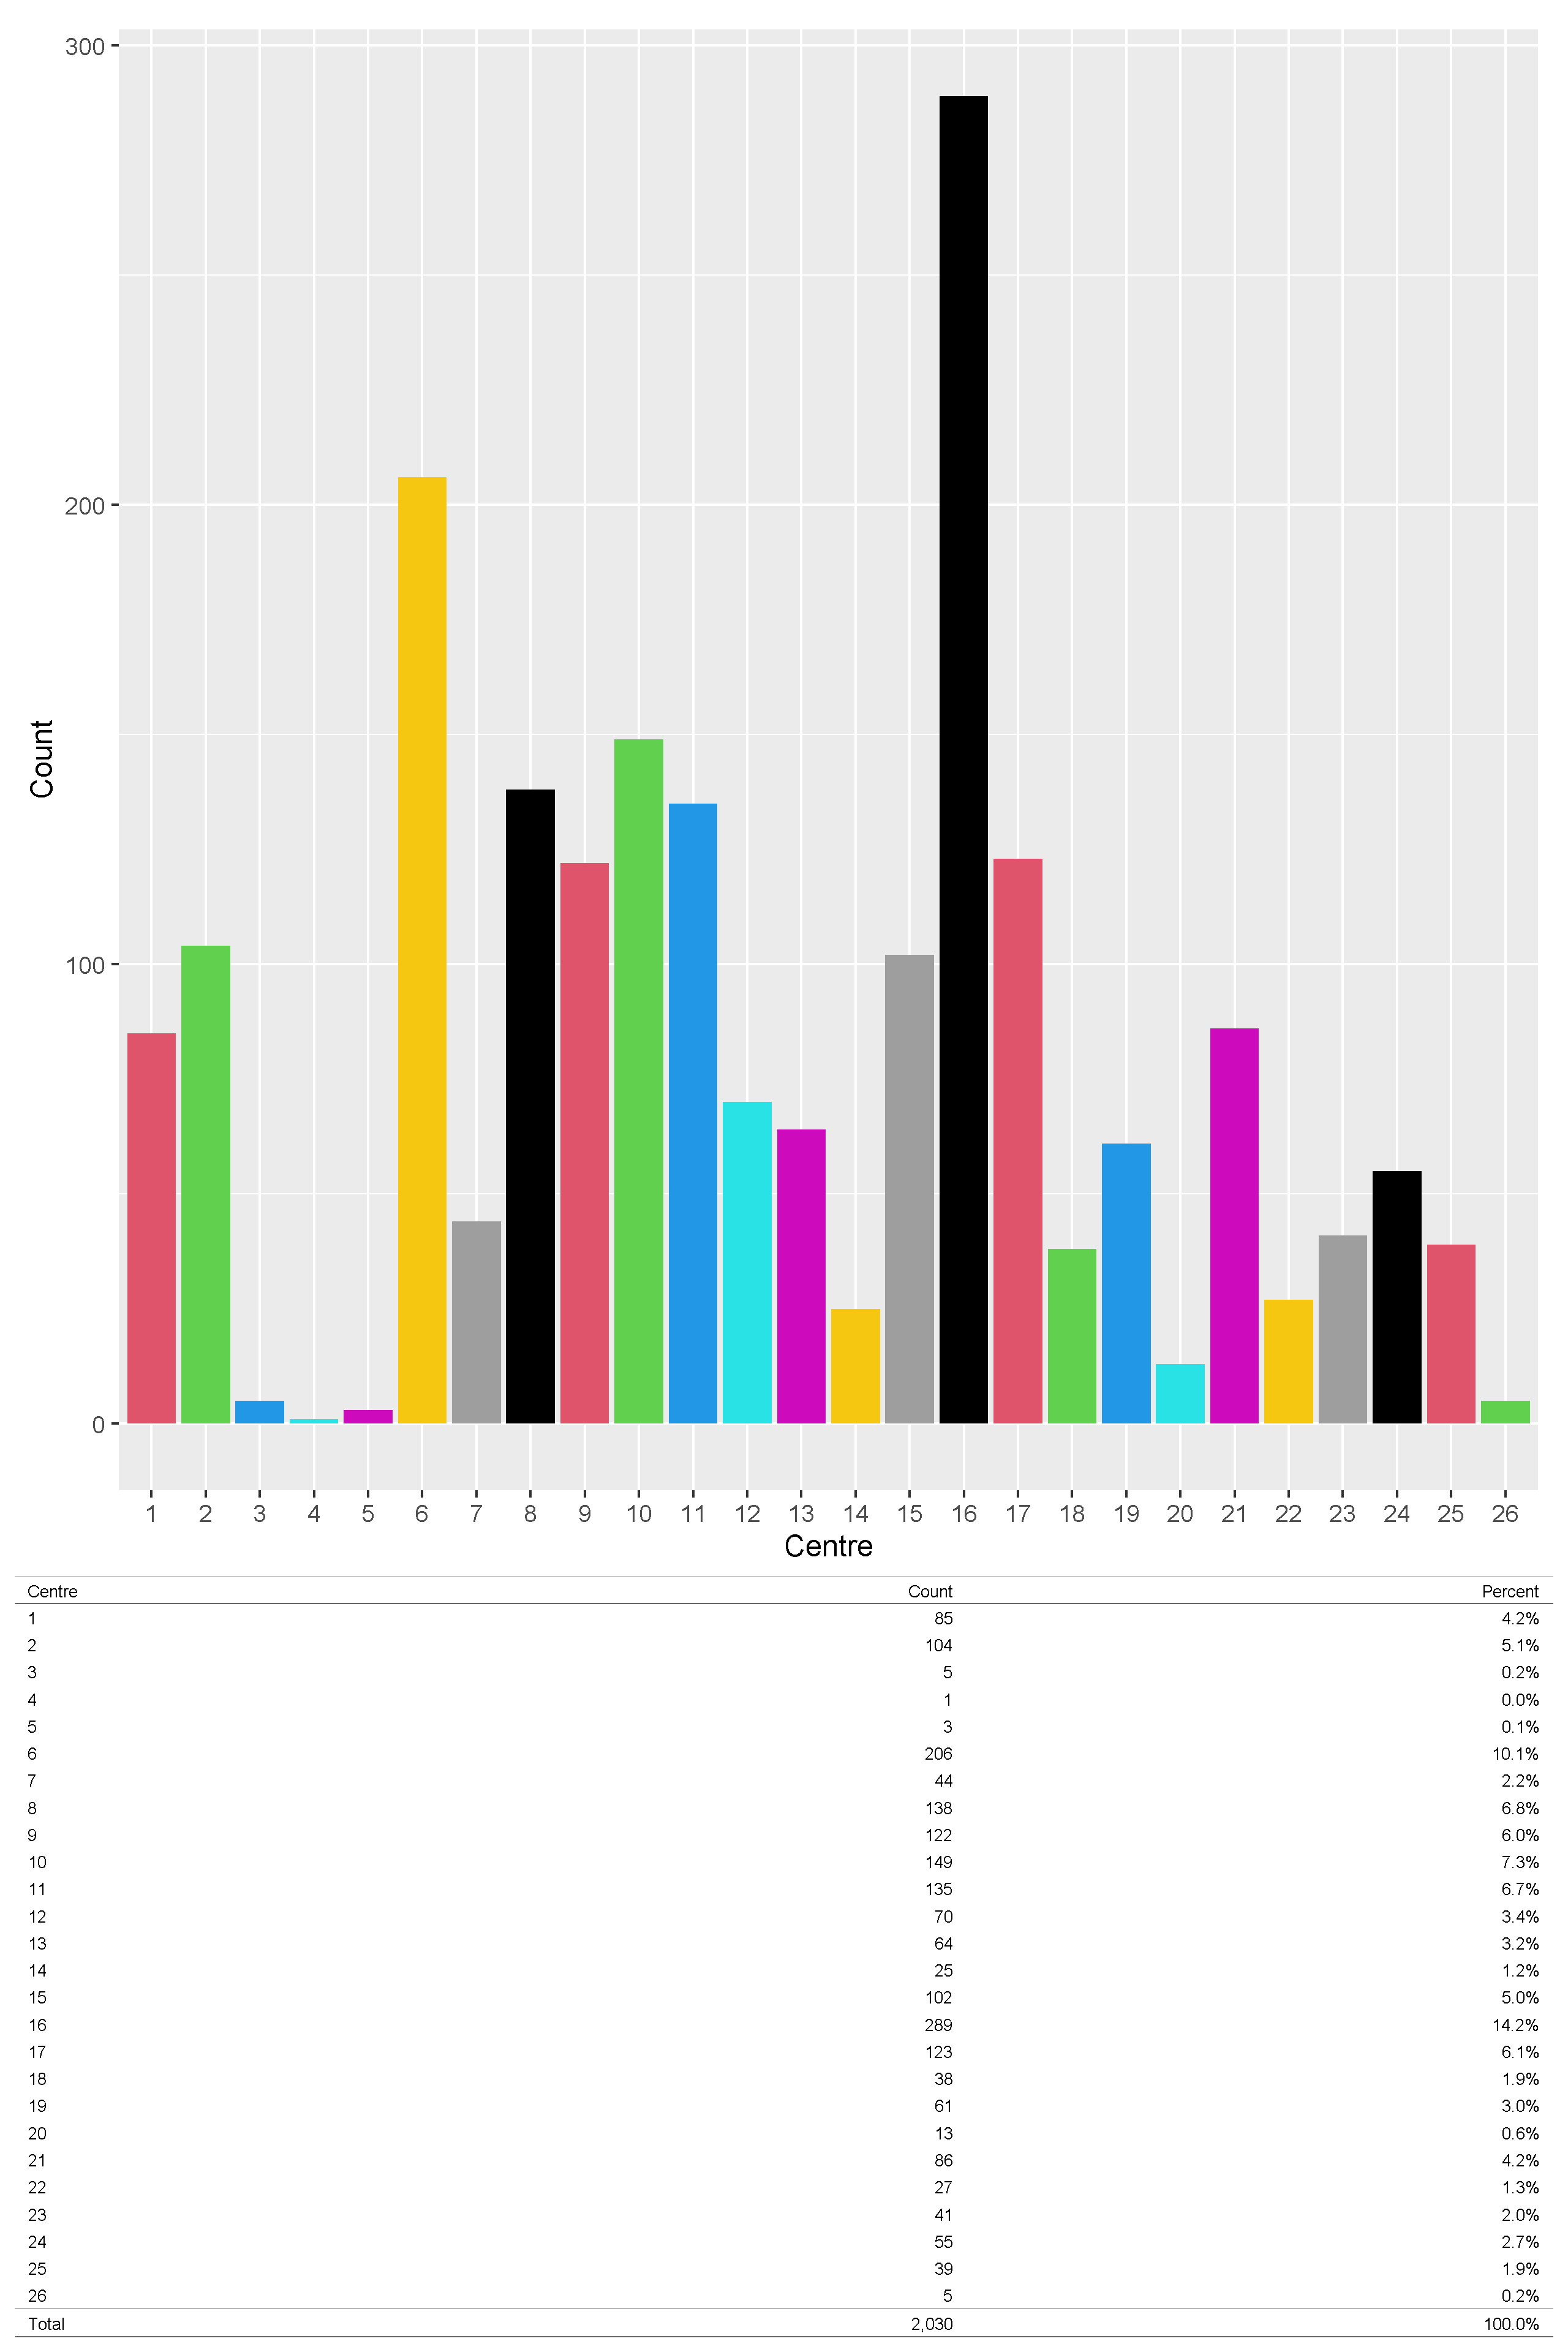 300
200
100
0
Count
1 2 3 4 5 6 7 8 9 10 11 12 13 14 15 16 17 18 19 20 21 22 23 24 25 26
Centre
Centre Count Percent
1 85 4.2%
2 104 5.1%
3 5 0.2%
4 1 0.0%
5 3 0.1%
6 206 10.1%
7 44 2.2%
8 138 6.8%
9 122 6.0%
10 149 7.3%
11 135 6.7%
12 70 3.4%
13 64 3.2%
14 25 1.2%
15 102 5.0%
16 289 14.2%
17 123 6.1%
18 38 1.9%
19 61 3.0%
20 13 0.6%
21 86 4.2%
22 27 1.3%
23 41 2.0%
24 55 2.7%
25 39 1.9%
26 5 0.2%
Total 2,030 100.0%